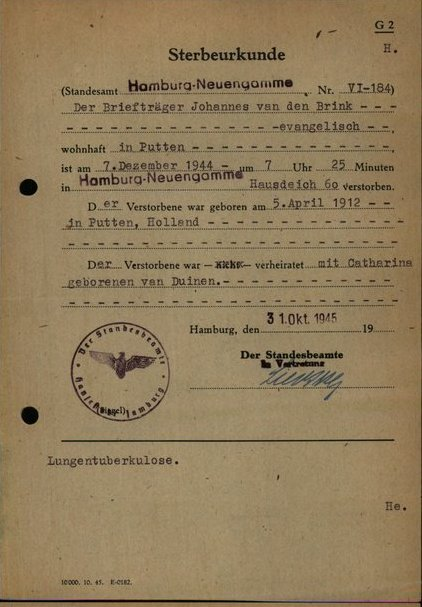 G 2
H.
Sterbeurkunde
(Standesamt Hamburg-Neuengamme Nr. VI-184)
Der Briefträger Johannes van den Brink - - -
- - - - - - - - - - - - - - -evangelisch - -,
wohnhaft in Putten - - - - - - - - - - - - -,
ist am 7.Dezember 1944 - um 7 Uhr 25 Minuten
in Hamburg-Neuengamme Hausdeich 60 verstorben.
Der Verstorbene war geboren am 5.April 1912 - -
in Putten, Holland - - - - - - - - - - - - -
- - - - - - - - - - - - - - - - - - - - - -
Der Verstorbene war — nicht — verheiratet mit Catharina
geborenen van Duinen.- - - - - - - - - - - -
- - - - - - - - - - - - - - - - - - - - - -
Hamburg, den 31.Okt.1945 19
Der Standesbeamte
In Vertretung
Der Standesbeamte
Hansestadt Hamburg
(Siegel)
Lungentuberkulose.
He.
10000. 10. 45. E-0182.